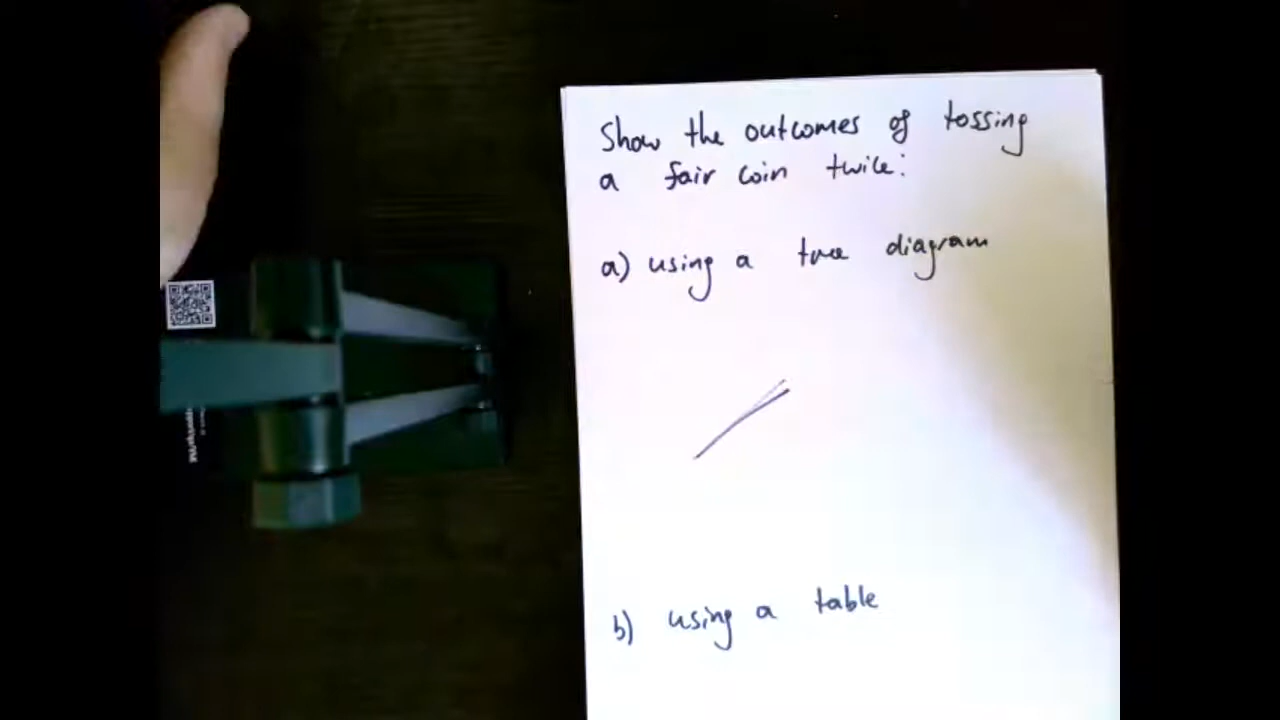 Show the outcomes of tossing
a fair coin twice:
a) using a tree diagram
b) using a table